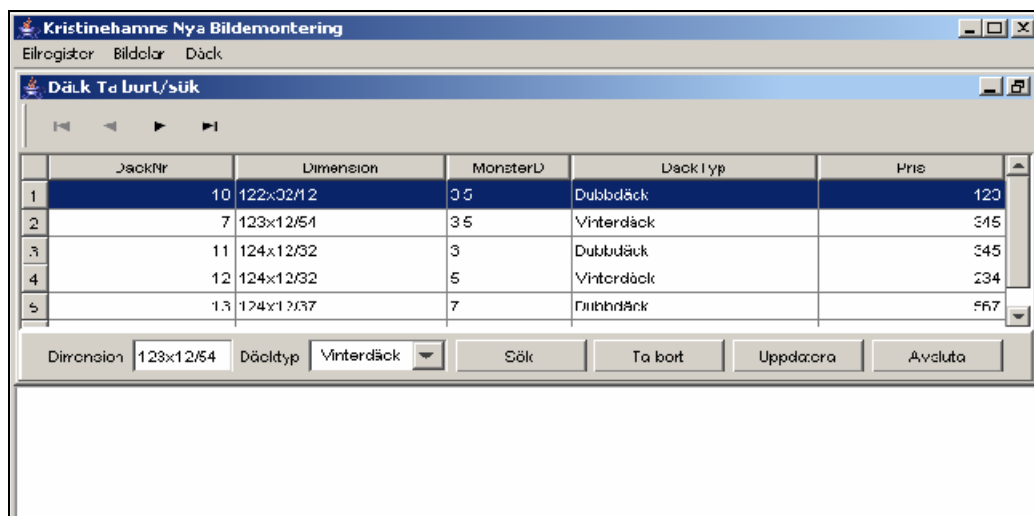 Kristinehamns Nya Bildemontering
Bilregister Bildelar Däck
Däck Ta bort/sök
DäckNr Dimension MonsterD DäckTyp Pris
1 10 122x32/12 3.5 Dubbdäck 123
2 7 123x12/54 3.5 Vinterdäck 345
3 11 124x12/32 3 Dubbdäck 345
4 12 124x12/32 5 Vinterdäck 234
5 13 124x12/37 7 Dubbdäck 567
Dimension 123x12/54 Däcktyp Vinterdäck Sök Ta bort Uppdatera Avsluta